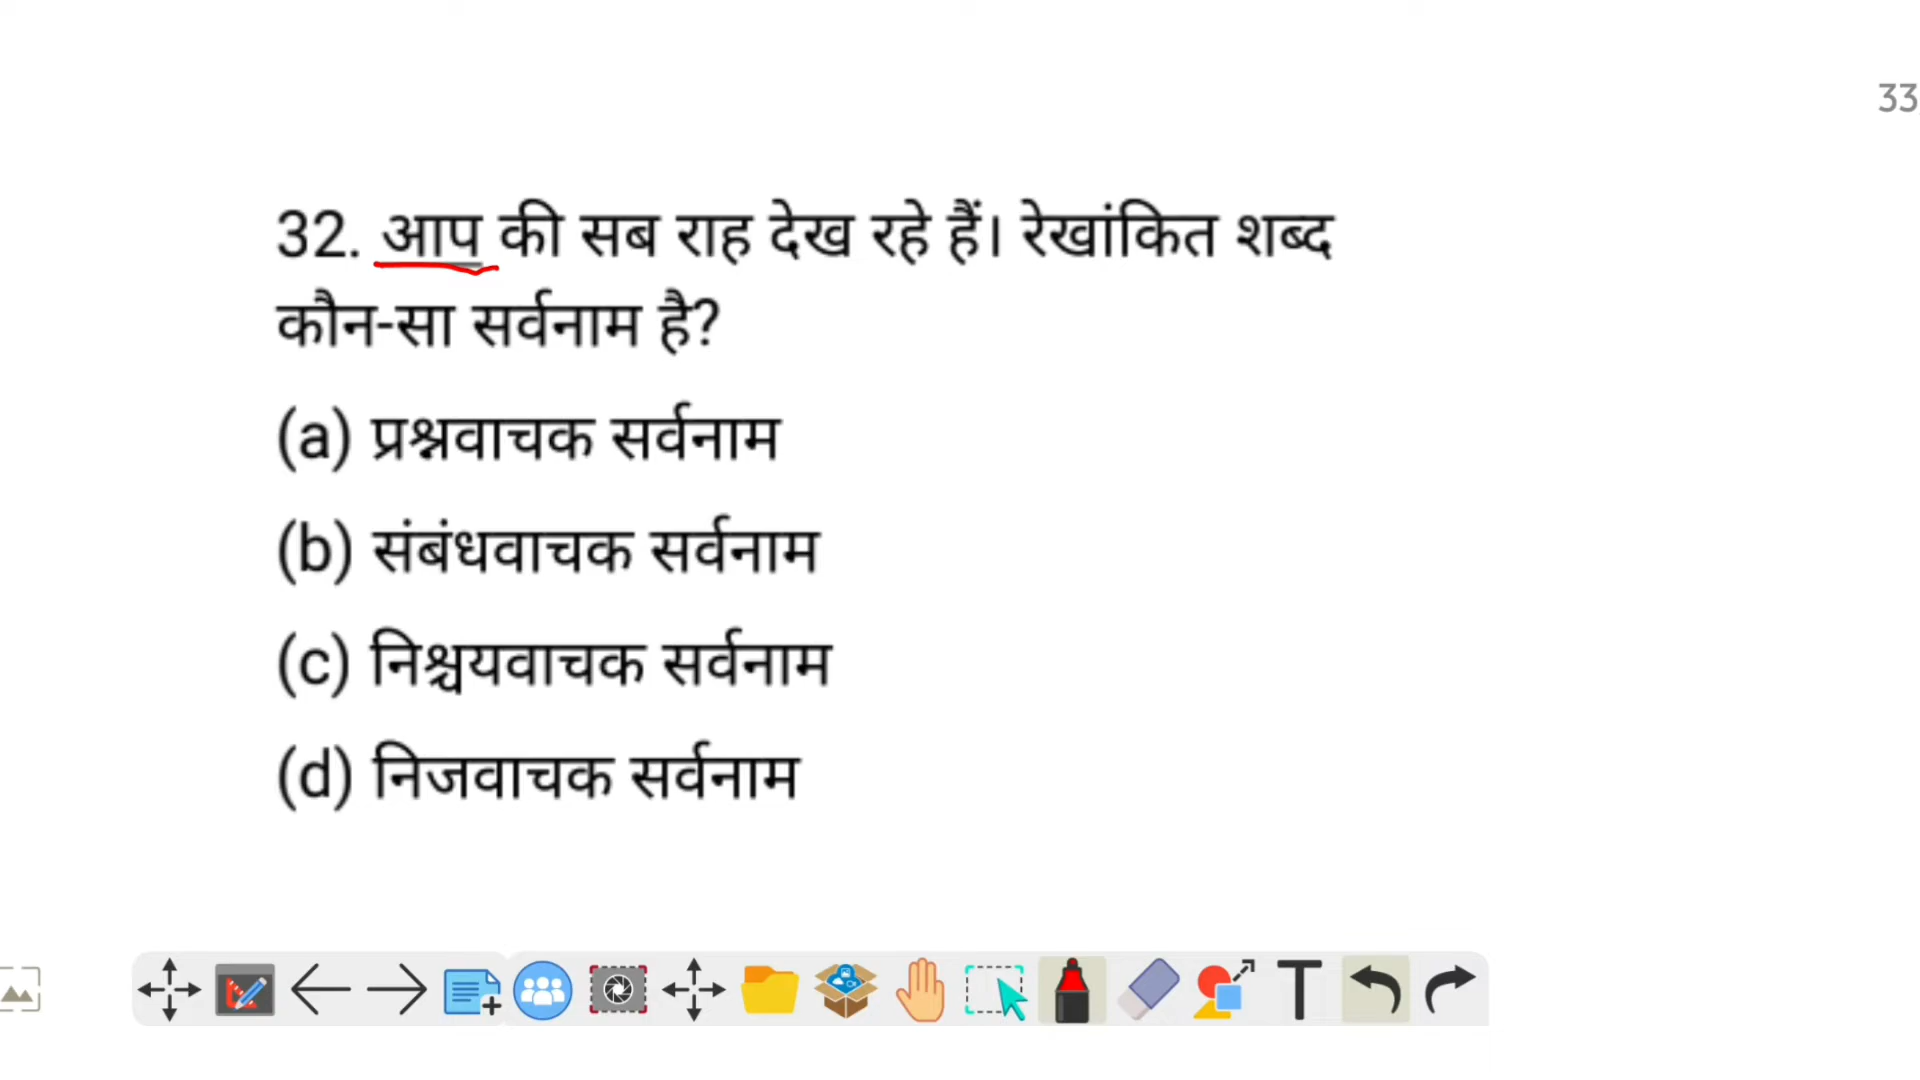 33
32. आप की सब राह देख रहे हैं। रेखांकित शब्द
कौन-सा सर्वनाम है?
(a) प्रश्नवाचक सर्वनाम
(b) संबंधवाचक सर्वनाम
(c) निश्चयवाचक सर्वनाम
(d) निजवाचक सर्वनाम
T